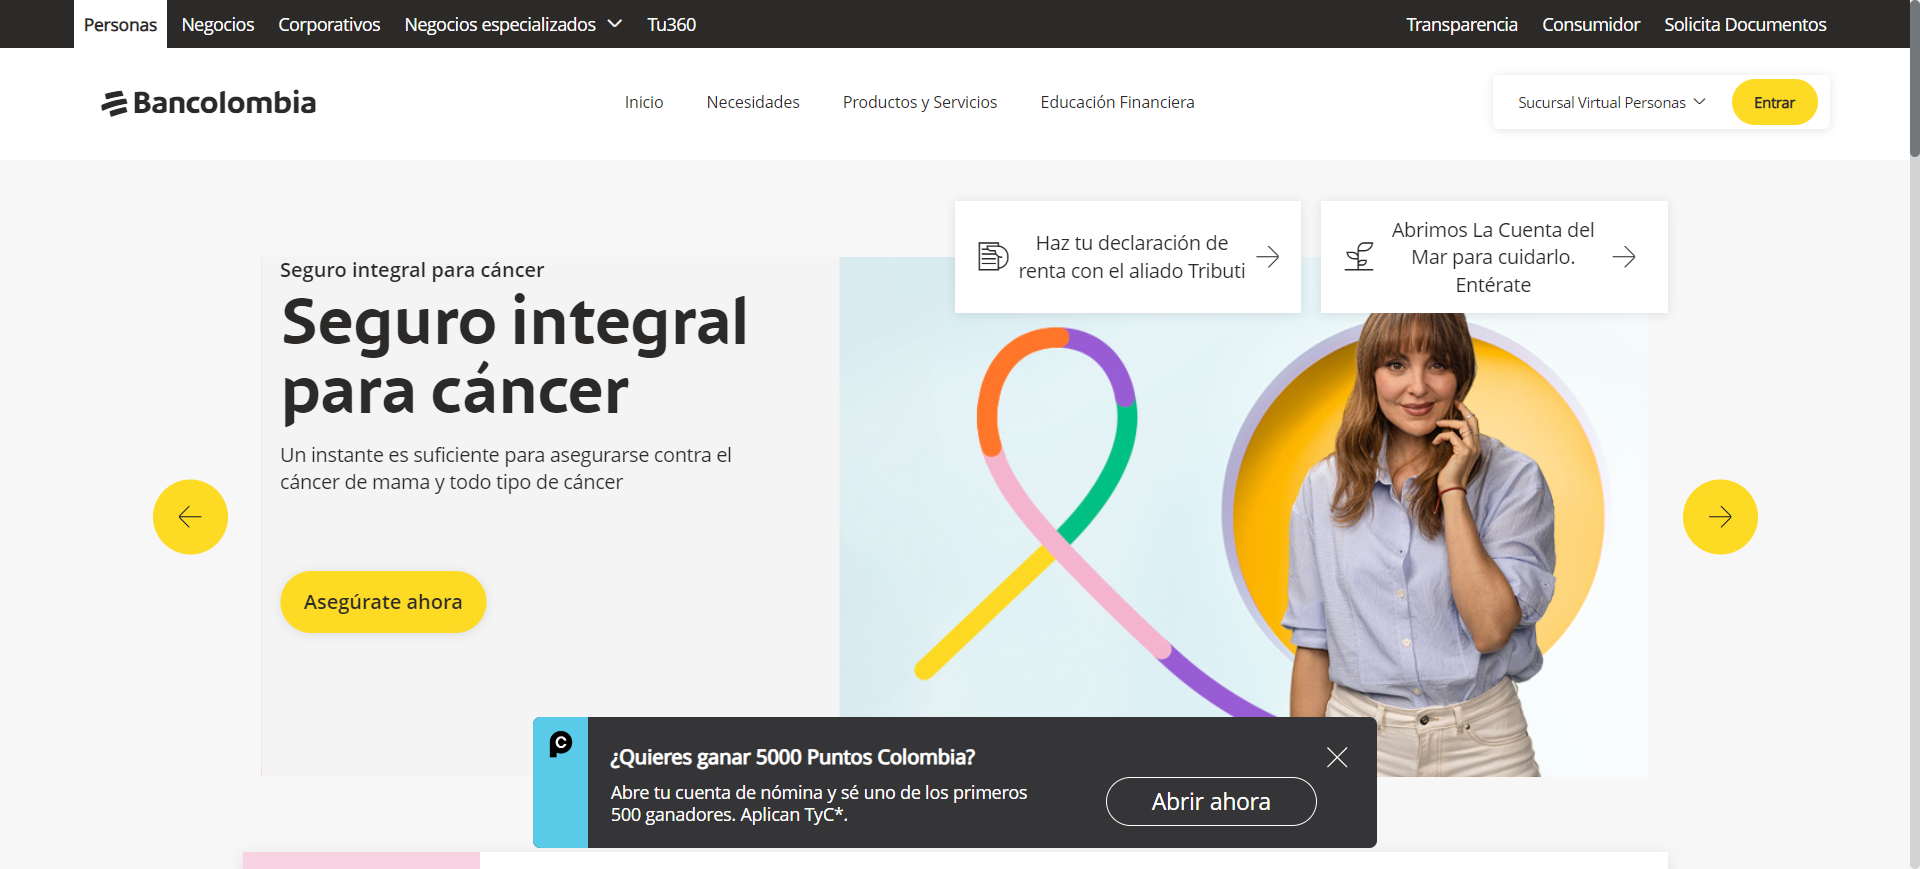 Personas Negocios Corporativos Negocios especializados Tu360 Transparencia Consumidor Solicita Documentos
Bancolombia Inicio Necesidades Productos y Servicios Educación Financiera Sucursal Virtual Personas Entrar
Haz tu declaración de
renta con el aliado Tributi
Abrimos La Cuenta del
Mar para cuidarlo.
Entérate
Seguro integral para cáncer
Seguro integral
para cáncer
Un instante es suficiente para asegurarse contra el
cáncer de mama y todo tipo de cáncer
Asegúrate ahora
¿Quieres ganar 5000 Puntos Colombia?
Abre tu cuenta de nómina y sé uno de los primeros
500 ganadores. Aplican TyC*.
Abrir ahora